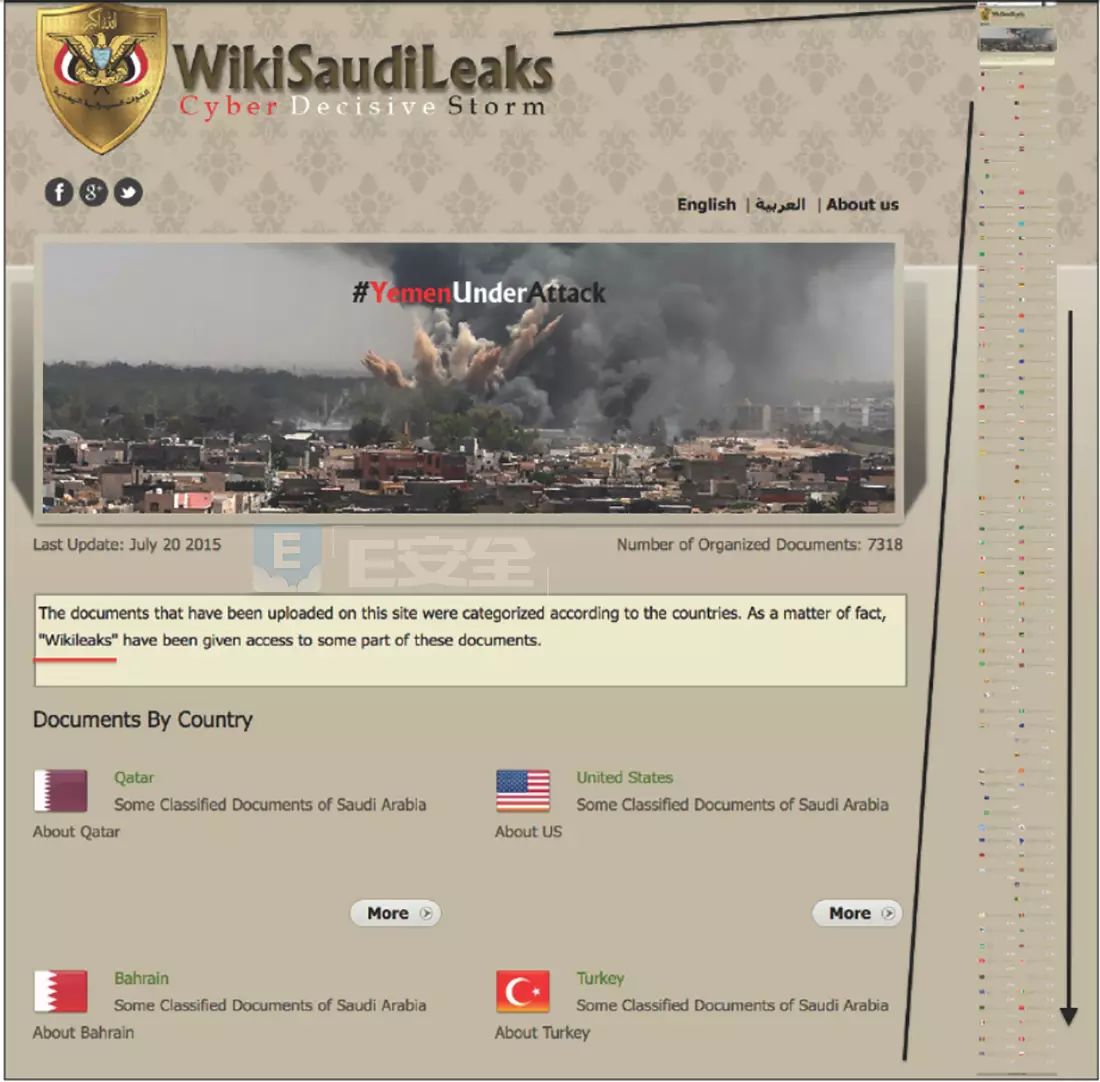 الله اكبر
WikiSaudiLeaks
Cyber Decisive Storm
English | العربية | About us
#YemenUnderAttack
Last Update: July 20 2015
Number of Organized Documents: 7318
E安全
The documents that have been uploaded on this site were categorized according to the countries. As a matter of fact,
"Wikileaks" have been given access to some part of these documents.
Documents By Country
Qatar
Some Classified Documents of Saudi Arabia
About Qatar
More
United States
Some Classified Documents of Saudi Arabia
About US
More
Bahrain
Some Classified Documents of Saudi Arabia
About Bahrain
Turkey
Some Classified Documents of Saudi Arabia
About Turkey